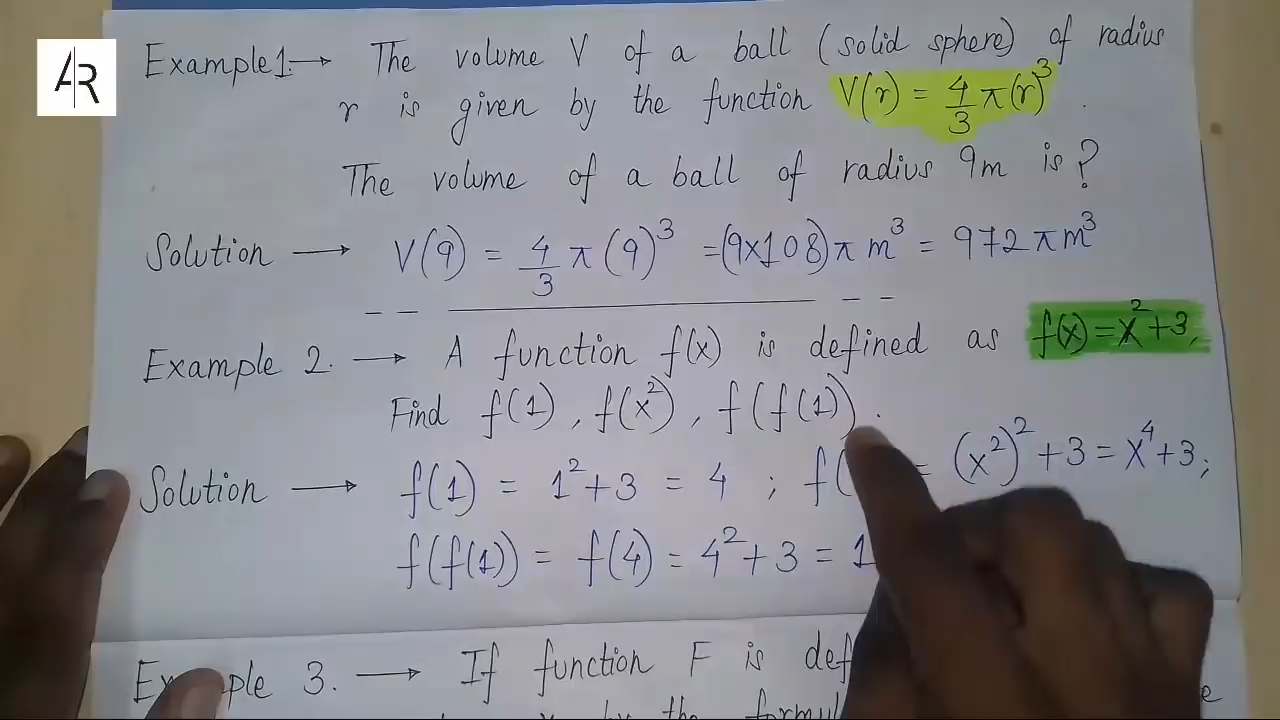 AR
Example 1:→ The volume V of a ball (solid sphere) of radius
r is given by the function V(r) = 4/3 π(r)³.
The volume of a ball of radius 9m is?
Solution → V(9) = 4/3 π (9)³ = (9×108)π m³ = 972 π m³
Example 2. → A function f(x) is defined as f(x) = x² + 3,
Find f(1), f(x²), f(f(1)).
Solution → f(1) = 1² + 3 = 4 ; f( = (x²)² + 3 = x⁴ + 3;
f(f(1)) = f(4) = 4² + 3 = 1
3. → If function F is
by the